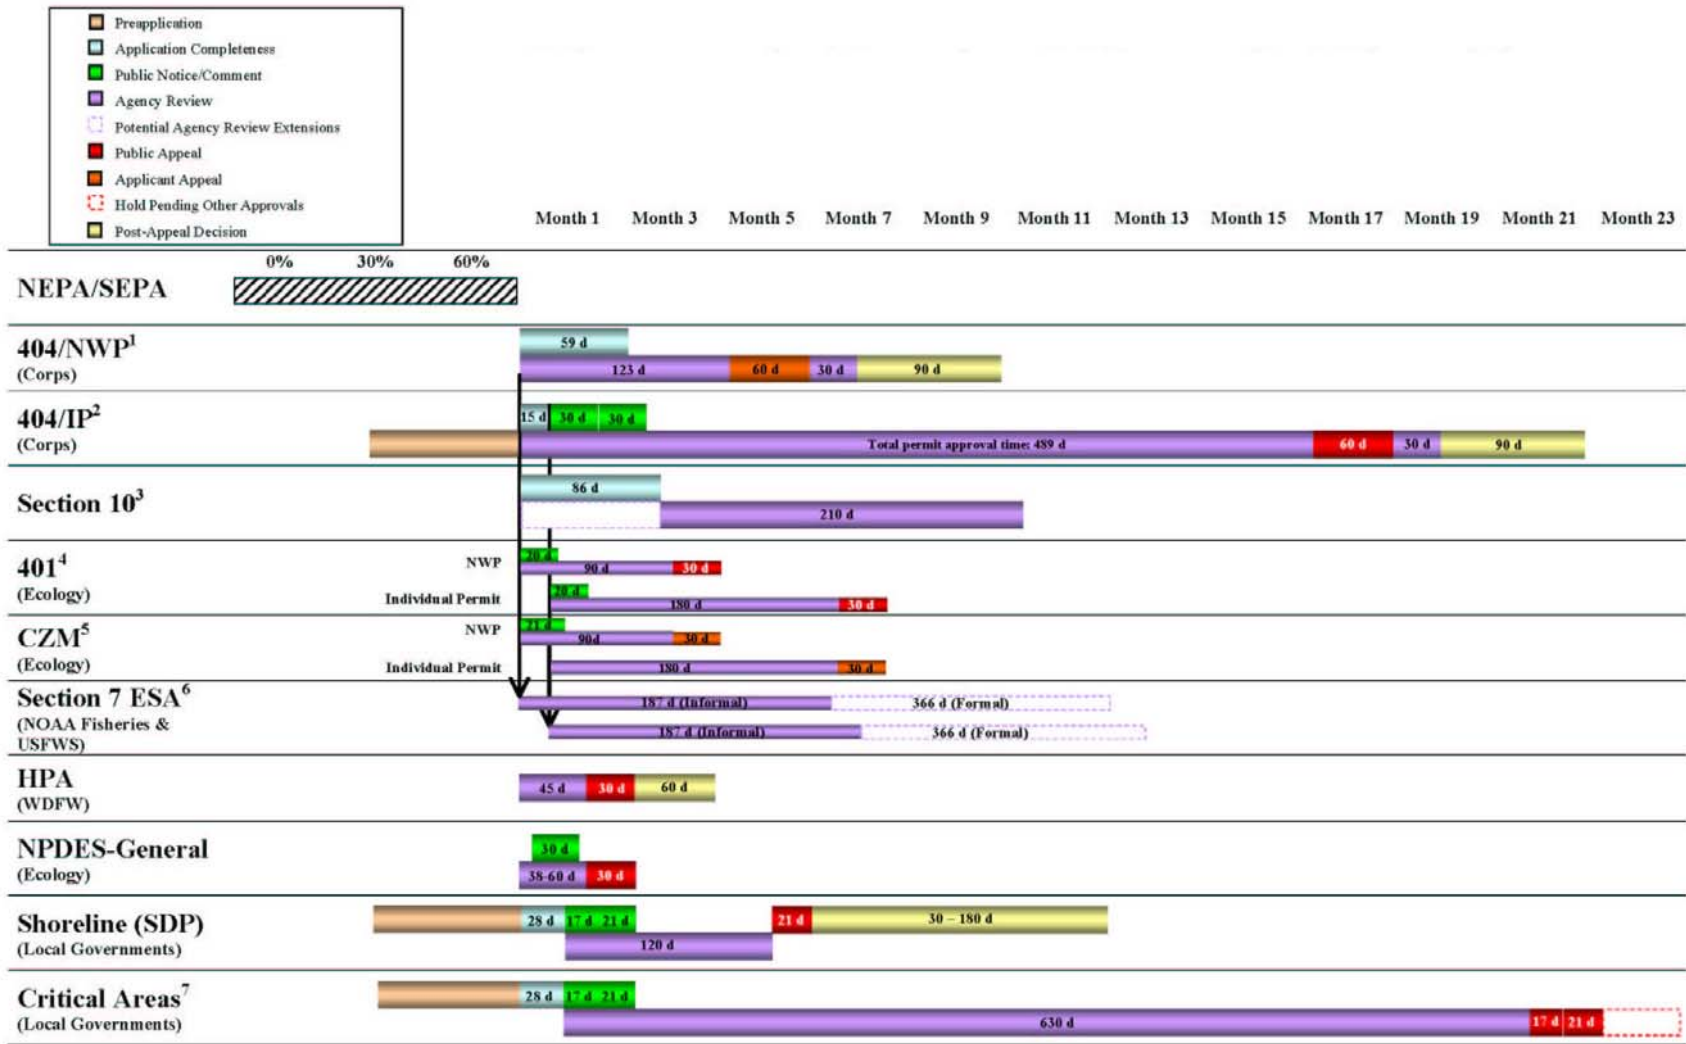 Preapplication
Application Completeness
Public Notice/Comment
Agency Review
Potential Agency Review Extensions
Public Appeal
Applicant Appeal
Hold Pending Other Approvals
Post-Appeal Decision
Month 1 Month 3 Month 5 Month 7 Month 9 Month 11 Month 13 Month 15 Month 17 Month 19 Month 21 Month 23
0% 30% 60%
NEPA/SEPA
404/NWP1
(Corps)
59 d
123 d 60 d 30 d 90 d
404/IP2
(Corps)
15 d 30 d 30 d
Total permit approval time: 489 d 60 d 30 d 90 d
Section 103
86 d
210 d
4014
(Ecology)
NWP
20 d
90 d 30 d
Individual Permit
20 d
180 d 30 d
CZM5
(Ecology)
NWP
21 d
90d 30 d
Individual Permit
180 d 30 d
Section 7 ESA6
(NOAA Fisheries &
USFWS)
187 d (Informal) 366 d (Formal)
187 d (Informal) 366 d (Formal)
HPA
(WDFW)
45 d 30 d 60 d
NPDES-General
(Ecology)
30 d
38-60 d 30 d
Shoreline (SDP)
(Local Governments)
28 d 17 d 21 d 21 d 30 – 180 d
120 d
Critical Areas7
(Local Governments)
28 d 17 d 21 d
630 d 17 d 21 d